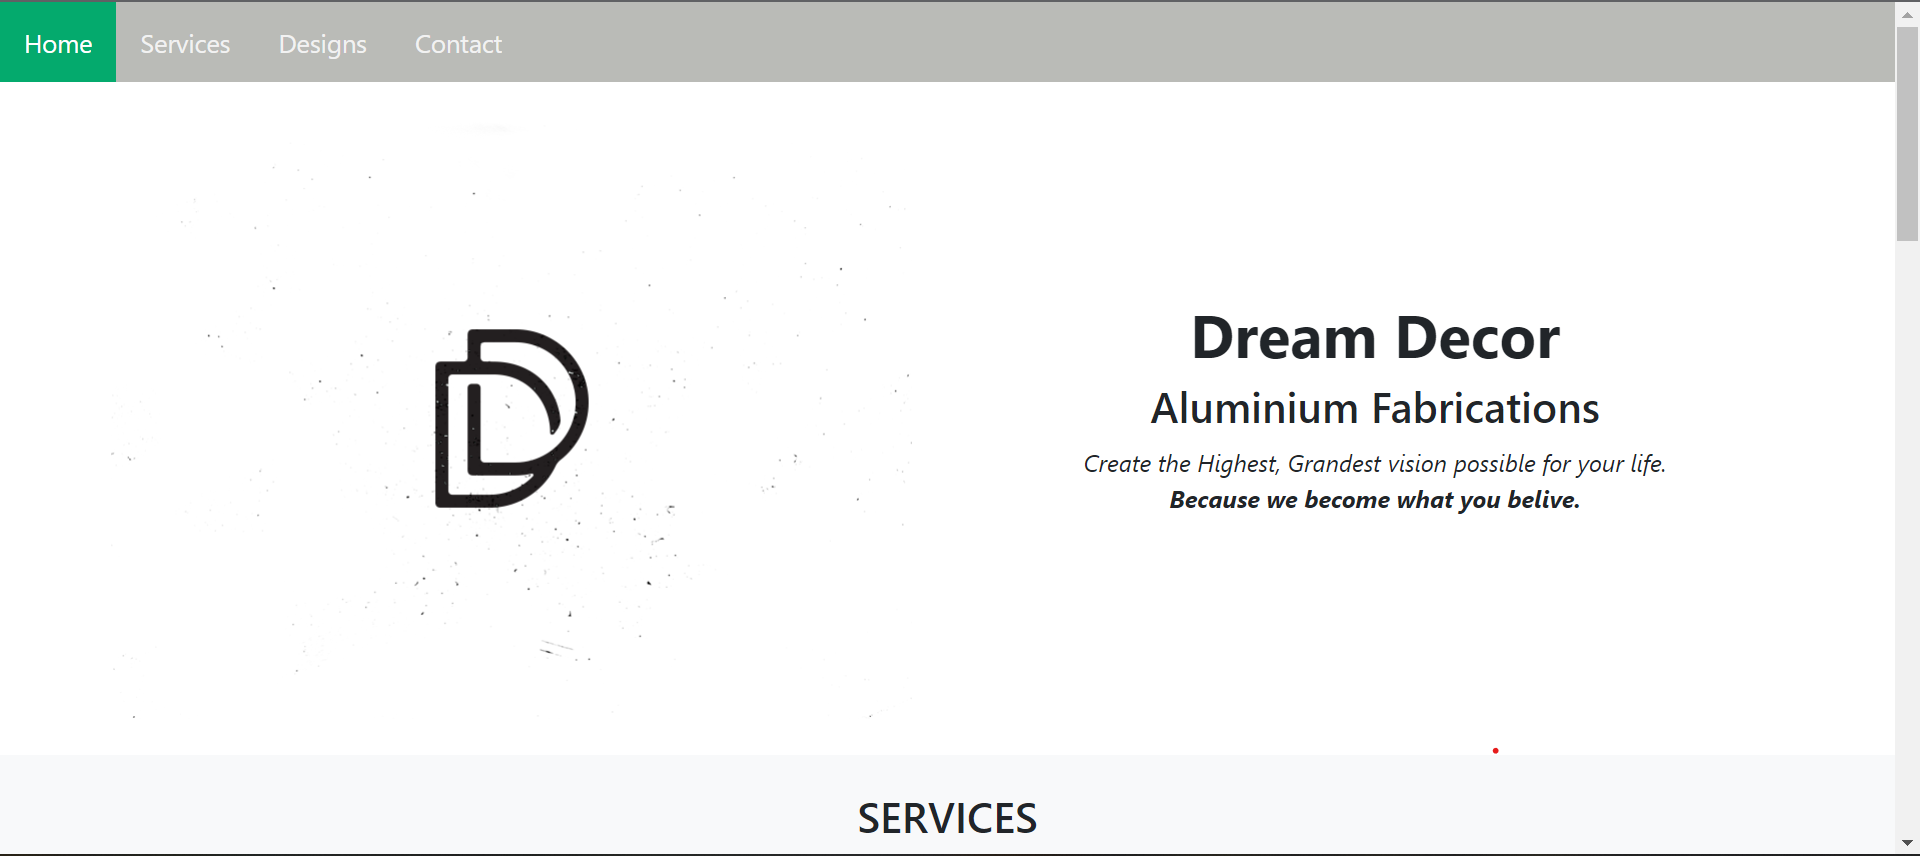 Home Services Designs Contact
Dream Decor
Aluminium Fabrications
Create the Highest, Grandest vision possible for your life.
Because we become what you belive.
SERVICES